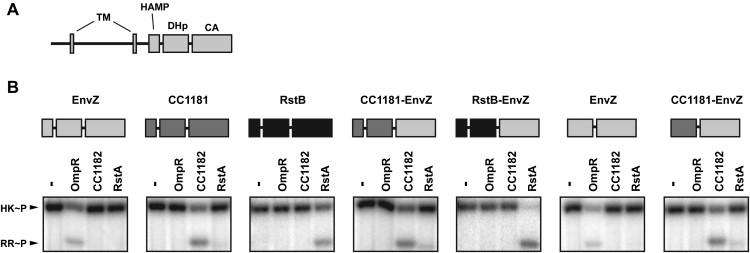 A
HAMP
TM
DHp
CA
B
EnvZ CC1181 RstB CC1181-EnvZ RstB-EnvZ EnvZ CC1181-EnvZ
- OmpR CC1182 RstA - OmpR CC1182 RstA - OmpR CC1182 RstA - OmpR CC1182 RstA - OmpR CC1182 RstA - OmpR CC1182 RstA - OmpR CC1182 RstA
HK~P
RR~P